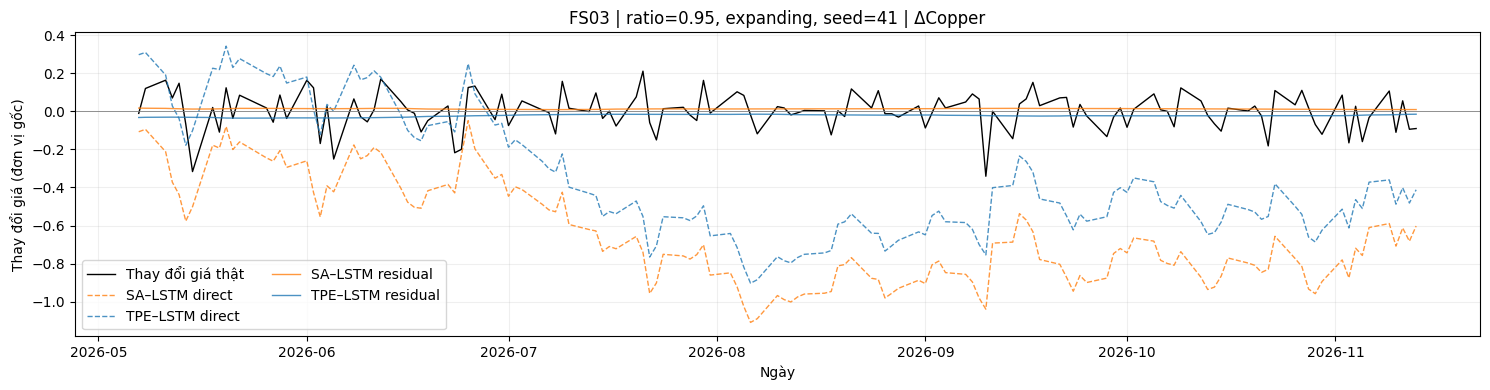 FS03 | ratio=0.95, expanding, seed=41 | ΔCopper
Thay đổi giá (đơn vị gốc)
0.4
0.2
0.0
−0.2
−0.4
−0.6
−0.8
−1.0
Thay đổi giá thật
SA–LSTM direct
TPE–LSTM direct
SA–LSTM residual
TPE–LSTM residual
2026-05
2026-06
2026-07
2026-08
2026-09
2026-10
2026-11
Ngày